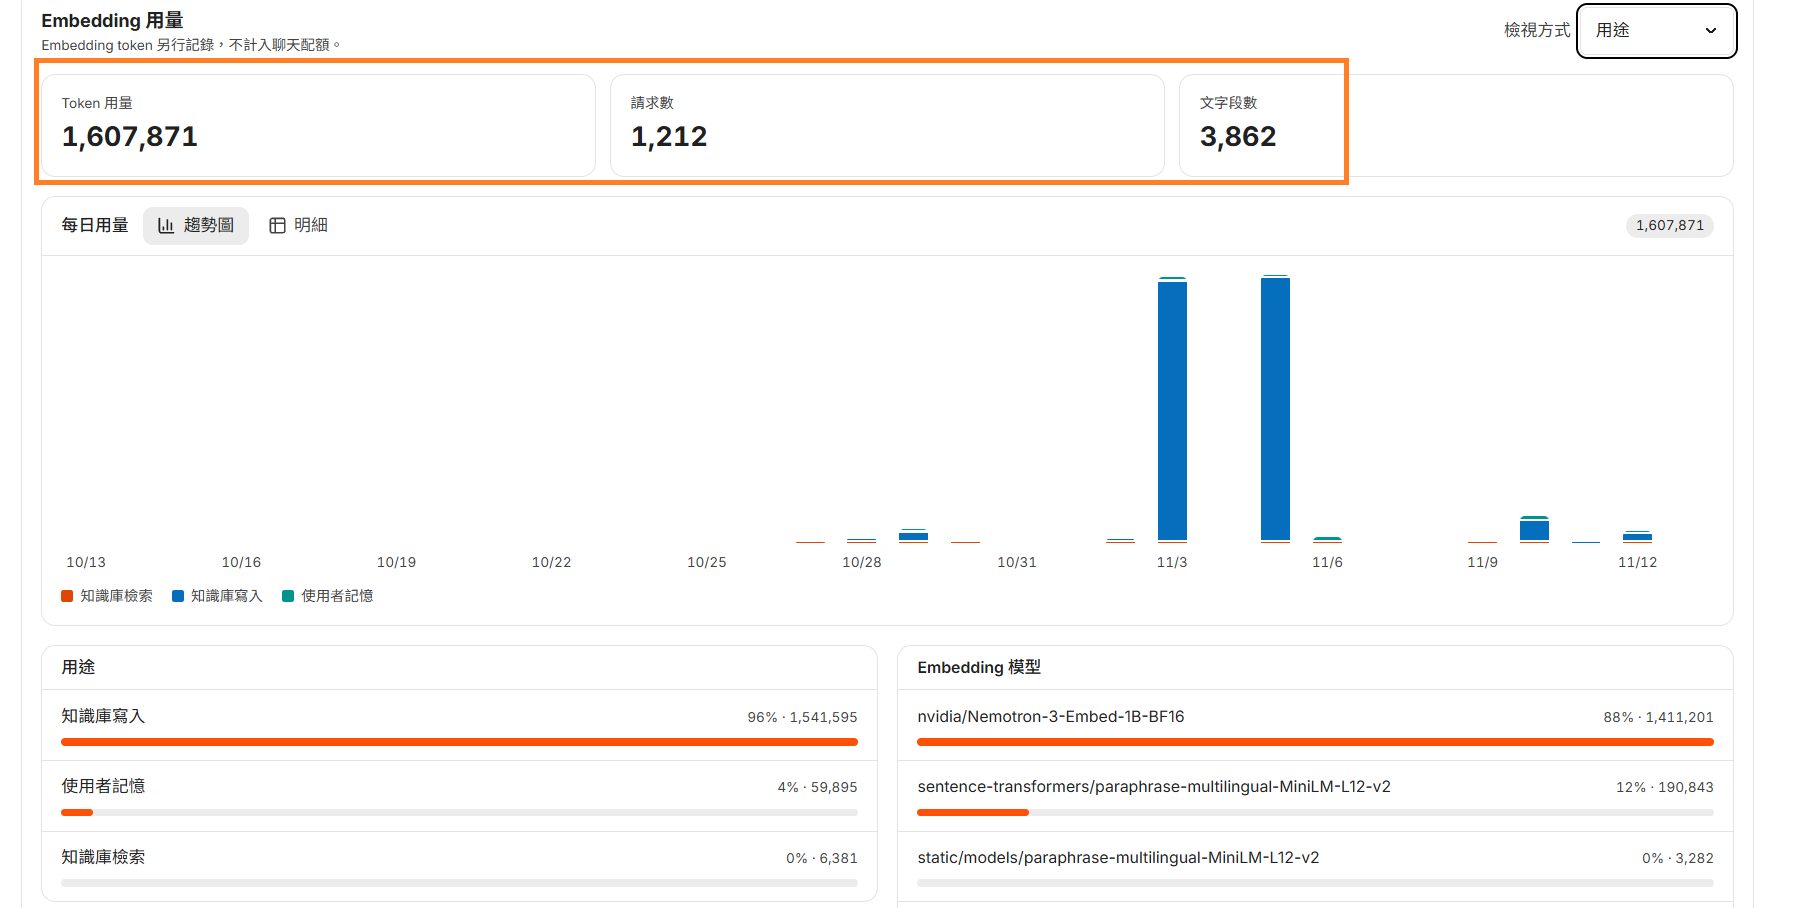 Embedding 用量
Embedding token 另行記錄，不計入聊天配額。
檢視方式
用途
Token 用量
1,607,871
請求數
1,212
文字段數
3,862
每日用量
趨勢圖
明細
1,607,871
10/13 10/16 10/19 10/22 10/25 10/28 10/31 11/3 11/6 11/9 11/12
知識庫檢索 知識庫寫入 使用者記憶
用途
知識庫寫入 96% · 1,541,595
使用者記憶 4% · 59,895
知識庫檢索 0% · 6,381
Embedding 模型
nvidia/Nemotron-3-Embed-1B-BF16 88% · 1,411,201
sentence-transformers/paraphrase-multilingual-MiniLM-L12-v2 12% · 190,843
static/models/paraphrase-multilingual-MiniLM-L12-v2 0% · 3,282